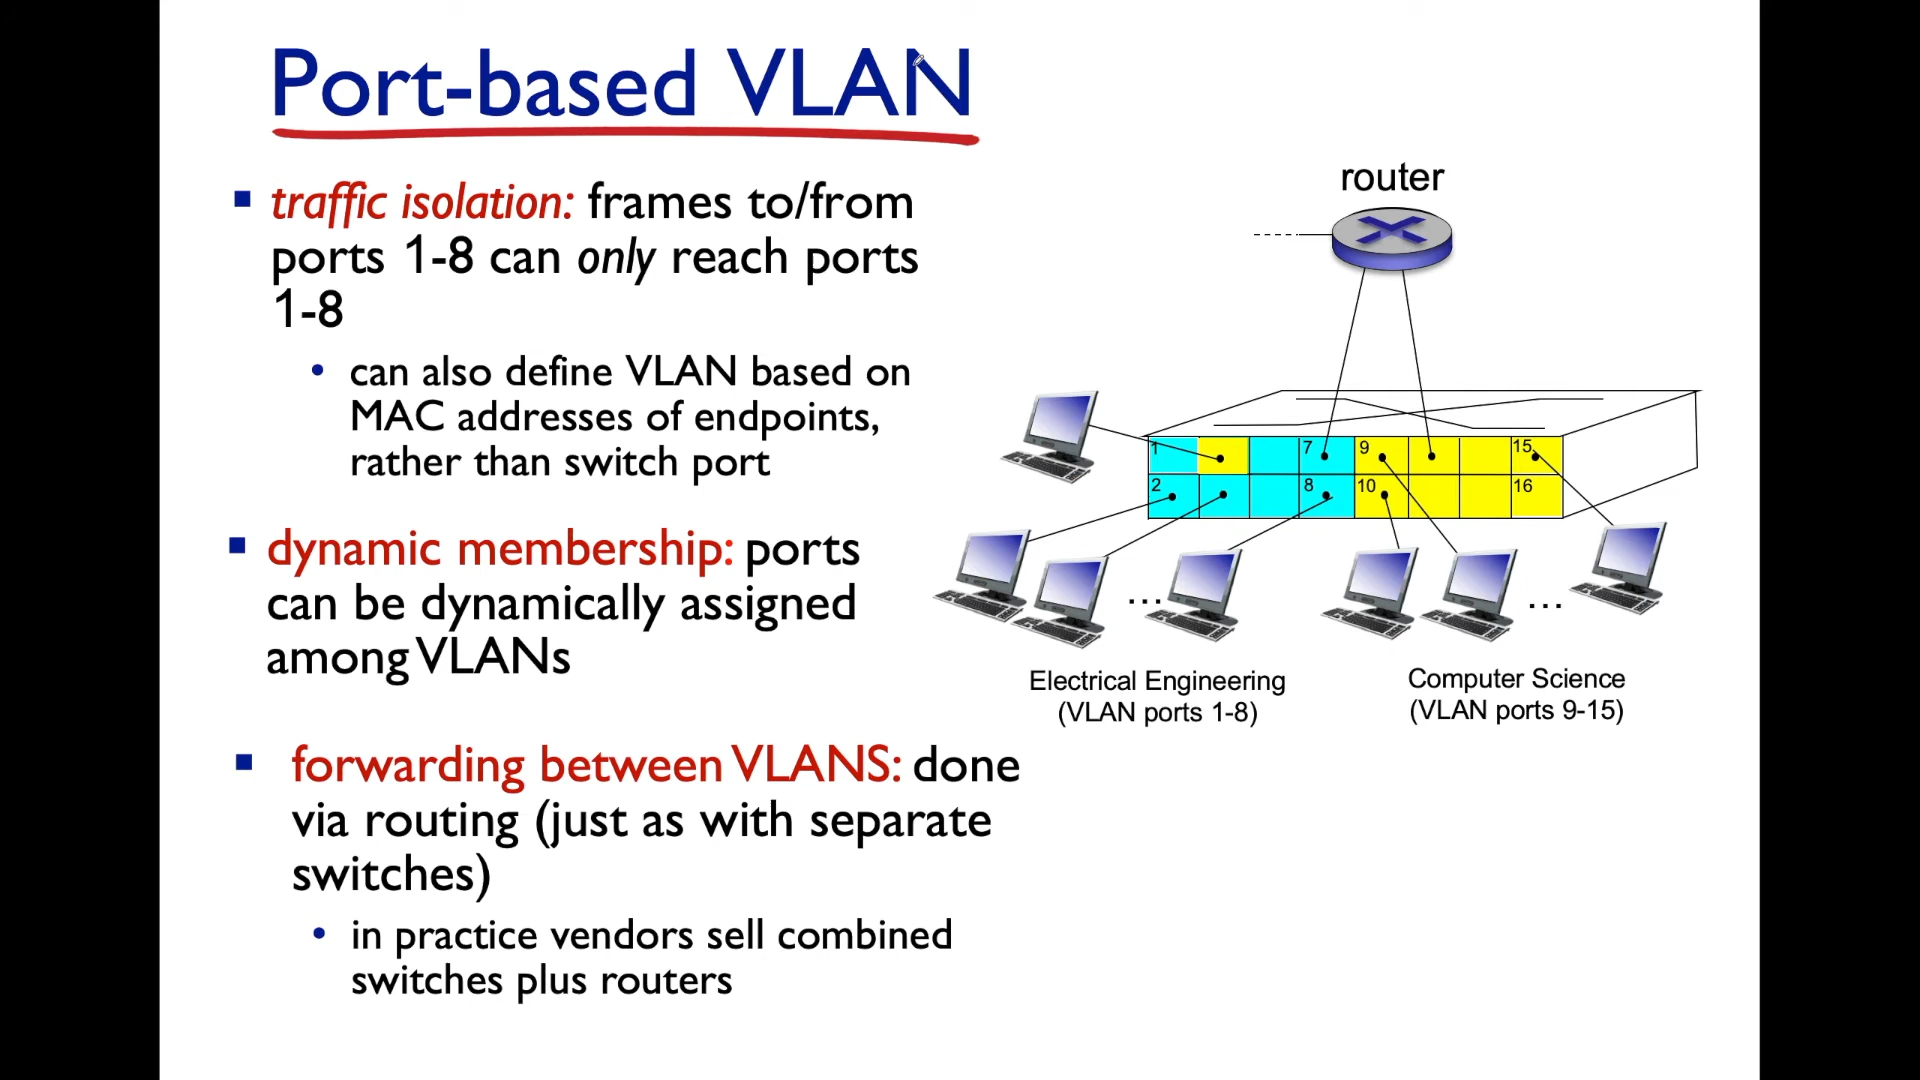 Port-based VLAN
traffic isolation: frames to/from
ports 1-8 can only reach ports
1-8
can also define VLAN based on
MAC addresses of endpoints,
rather than switch port
dynamic membership: ports
can be dynamically assigned
among VLANs
forwarding between VLANS: done
via routing (just as with separate
switches)
in practice vendors sell combined
switches plus routers
router
1 7 9 15
2 8 10 16
... ...
Electrical Engineering
(VLAN ports 1-8)
Computer Science
(VLAN ports 9-15)